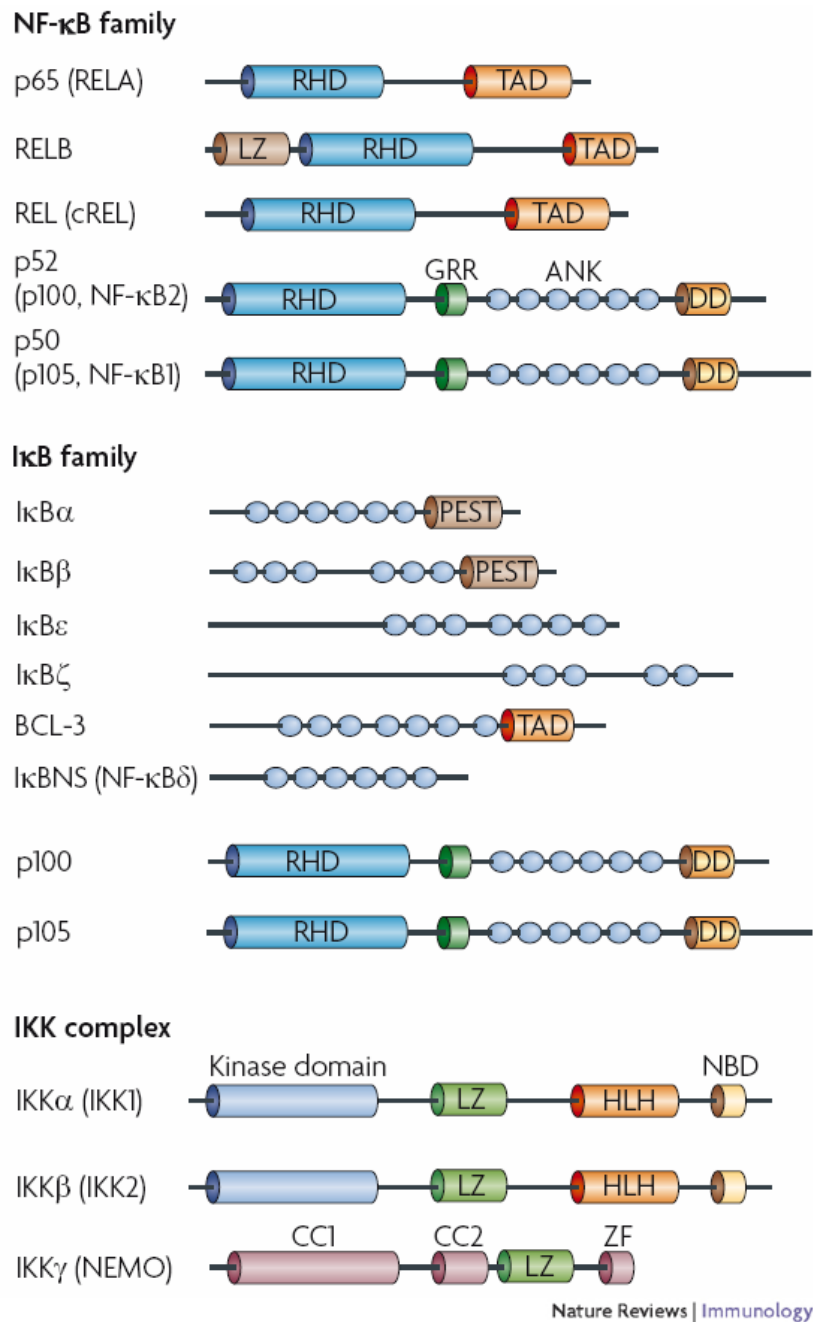 NF-κB family
p65 (RELA) RHD TAD
RELB LZ RHD TAD
REL (cREL) RHD TAD
p52 GRR ANK
(p100, NF-κB2) RHD DD
p50
(p105, NF-κB1) RHD DD
IκB family
IκBα PEST
IκBβ PEST
IκBε
IκBζ
BCL-3 TAD
IκBNS (NF-κBδ)
p100 RHD DD
p105 RHD DD
IKK complex
Kinase domain NBD
IKKα (IKK1) LZ HLH
IKKβ (IKK2) LZ HLH
CC1 CC2 ZF
IKKγ (NEMO) LZ
Nature Reviews | Immunology